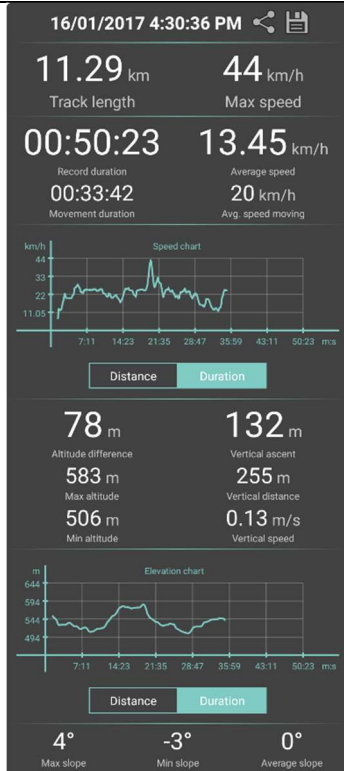 16/01/2017 4:30:36 PM
11.29 km 44 km/h
Track length Max speed
00:50:23 13.45 km/h
Record duration Average speed
00:33:42 20 km/h
Movement duration Avg. speed moving
km/h Speed chart
44
33
22
11.05
7:11 14:23 21:35 28:47 35:59 43:11 50:23 m:s
Distance Duration
78 m 132 m
Altitude difference Vertical ascent
583 m 255 m
Max altitude Vertical distance
506 m 0.13 m/s
Min altitude Vertical speed
m Elevation chart
644
594
544
494
7:11 14:23 21:35 28:47 35:59 43:11 50:23 m:s
Distance Duration
4° -3° 0°
Max slope Min slope Average slope